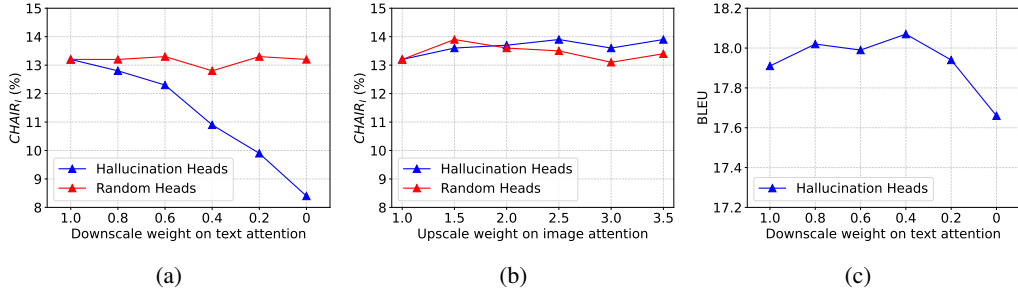 15
14
13
12
11
10
9
8
CHAIR_I (%)
Hallucination Heads
Random Heads
1.0 0.8 0.6 0.4 0.2 0
Downscale weight on text attention
(a)
15
14
13
12
11
10
9
8
CHAIR_I (%)
Hallucination Heads
Random Heads
1.0 1.5 2.0 2.5 3.0 3.5
Upscale weight on image attention
(b)
18.2
18.0
17.8
17.6
17.4
17.2
BLEU
Hallucination Heads
1.0 0.8 0.6 0.4 0.2 0
Downscale weight on text attention
(c)